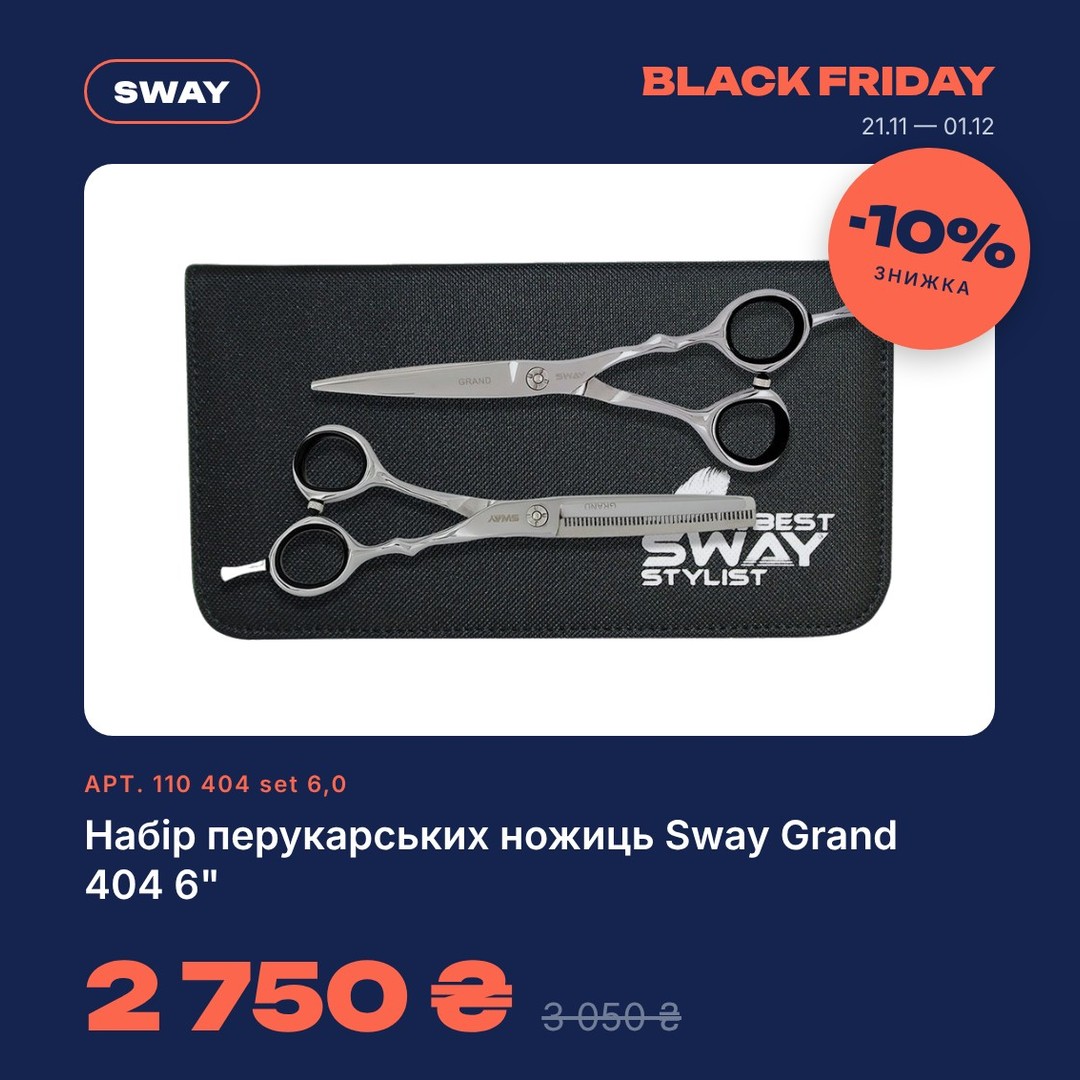 SWAY
BLACK FRIDAY
21.11 — 01.12
-10%
ЗНИЖКА
GRAND
SWAY
SWAY
GRAND
BEST
SWAY
STYLIST
АРТ. 110 404 set 6,0
Набір перукарських ножиць Sway Grand
404 6"
2 750 ₴
3 050 ₴